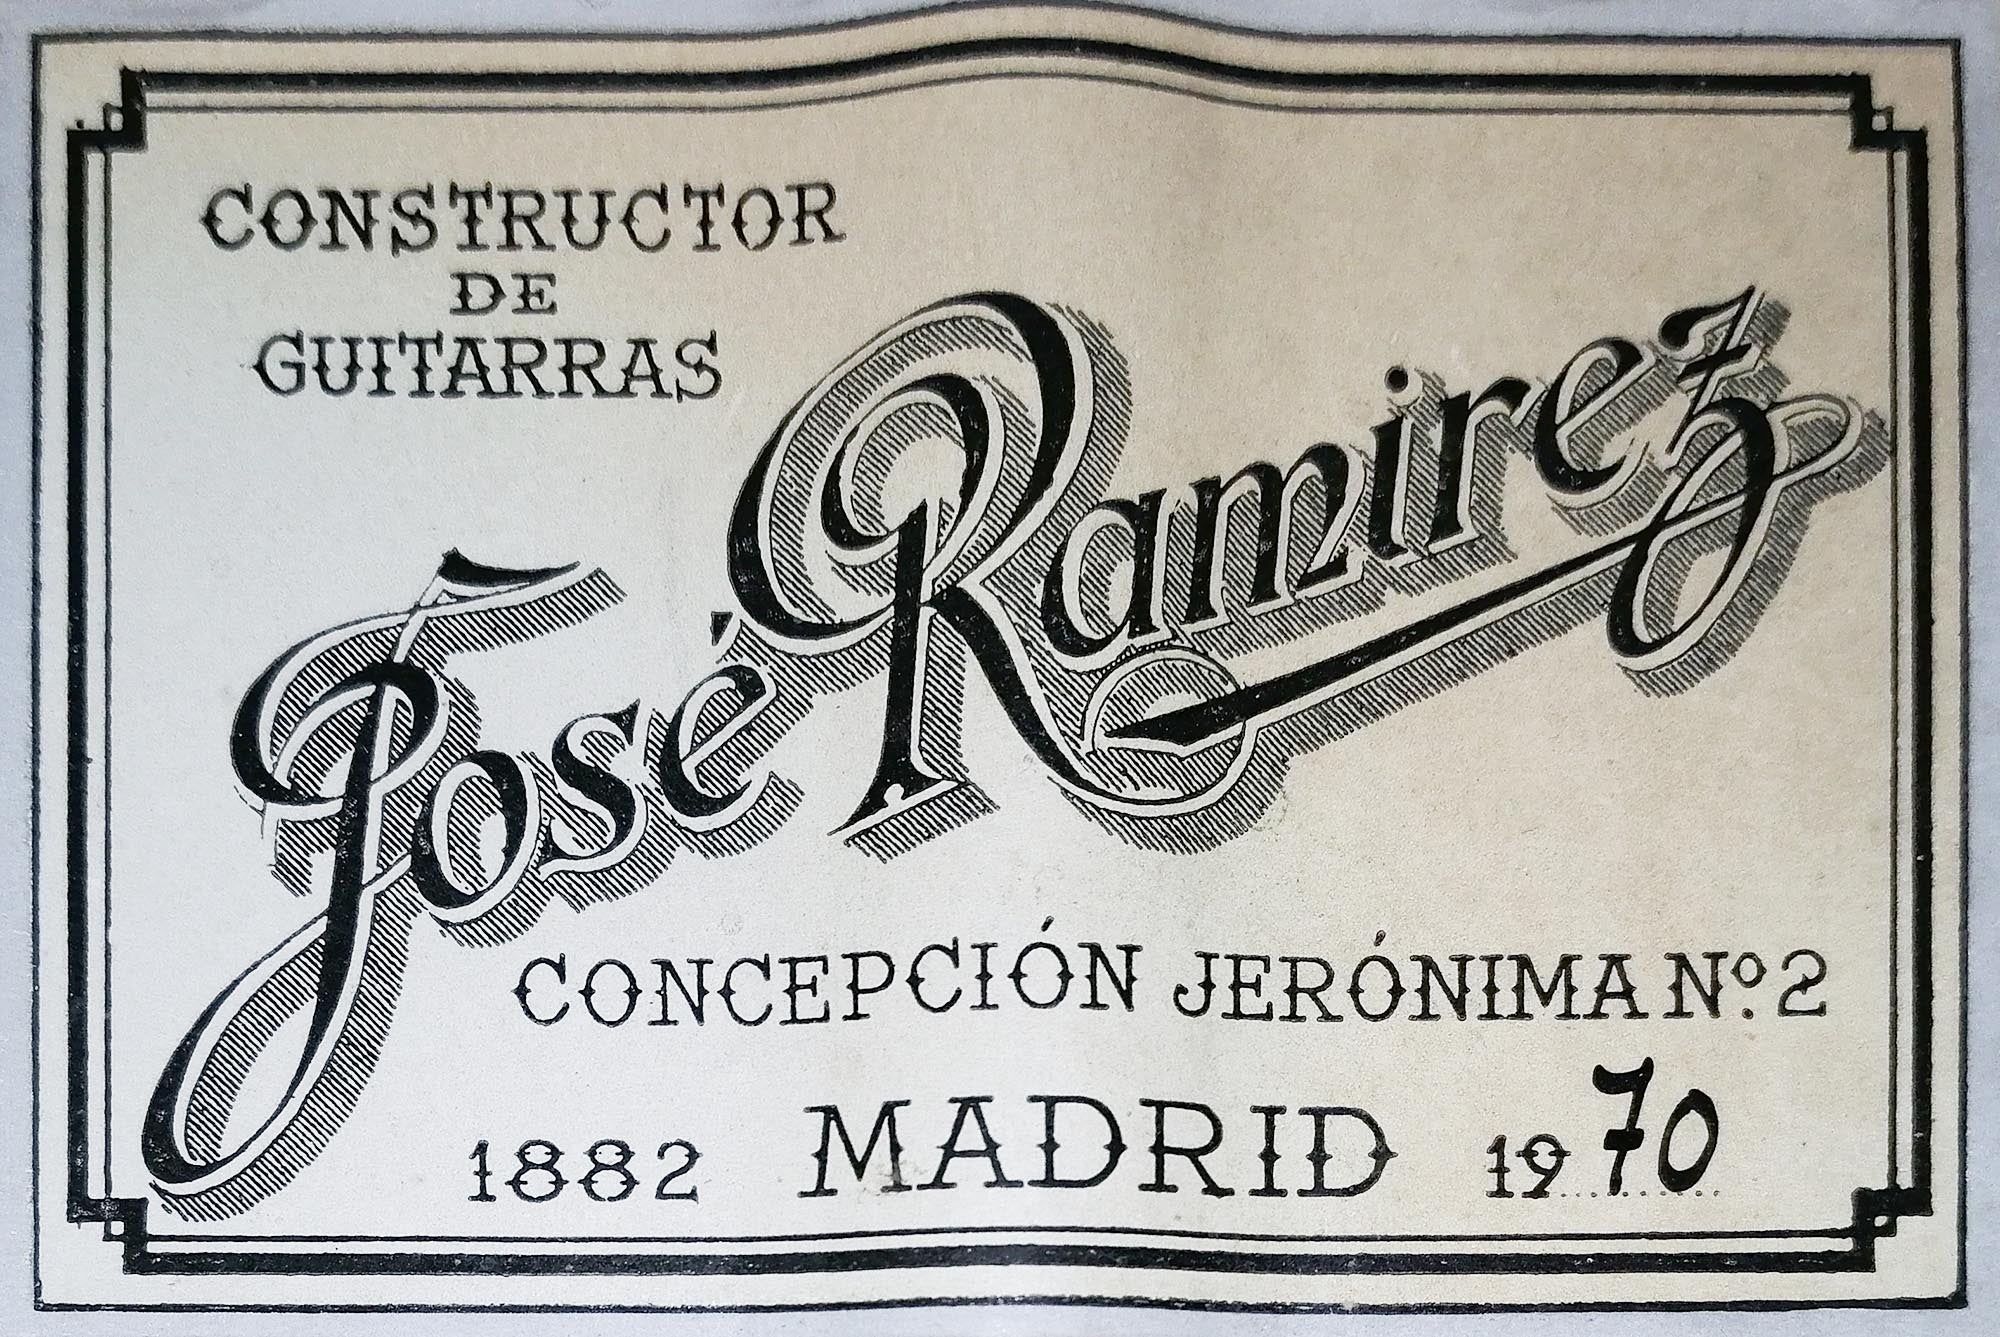 CONSTRUCTOR
DE
GUITARRAS
José Ramirez
CONCEPCIÓN JERÓNIMA Nº. 2
1882 MADRID 1970